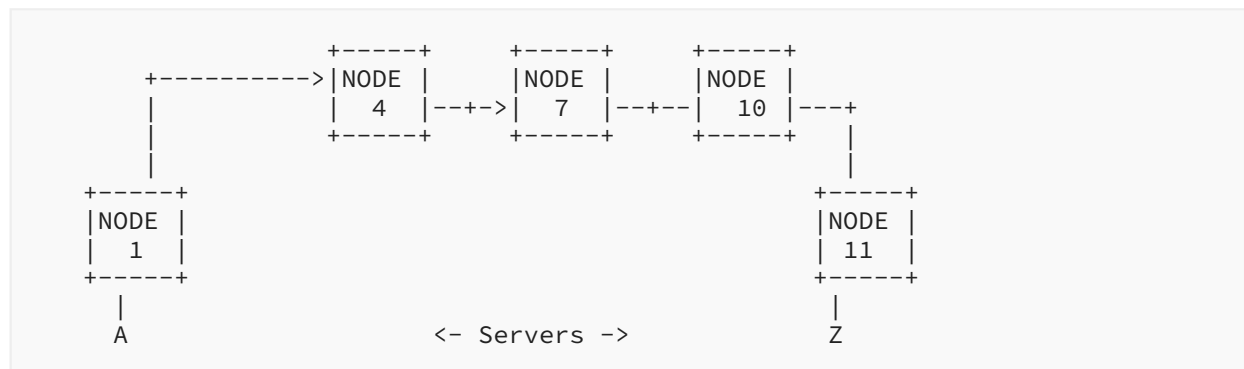 +-----+     +-----+     +-----+
         +----------->|NODE |     |NODE |     |NODE |
         |            |  4  |--+->|  7  |--+--|  10 |---+
         |            +-----+     +-----+     +-----+   |
         |                                              |
     +-----+                                          +-----+
     |NODE |                                          |NODE |
     |  1  |                                          | 11  |
     +-----+                                          +-----+
       |                                               |
       A                    <- Servers ->              Z